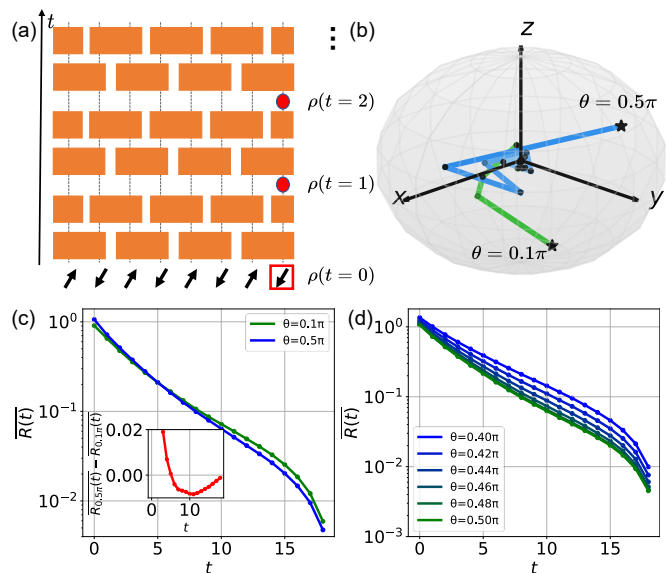 (a)
t
⋮
ρ(t = 2)
ρ(t = 1)
ρ(t = 0)
(b)
z
θ = 0.5π
x
y
θ = 0.1π
(c)
10⁰
10⁻¹
10⁻²
R(t)
θ=0.1π
θ=0.5π
R₀.₅π(t) − R₀.₁π(t)
0.02
0.00
0 10
t
0 5 10 15
t
(d)
10⁰
10⁻¹
10⁻²
10⁻³
R(t)
θ=0.40π
θ=0.42π
θ=0.44π
θ=0.46π
θ=0.48π
θ=0.50π
0 5 10 15
t